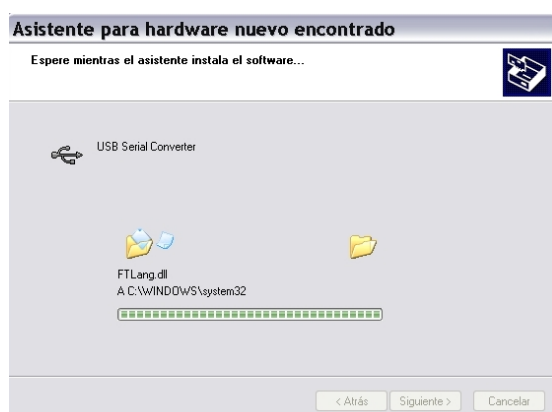 Asistente para hardware nuevo encontrado
Espere mientras el asistente instala el software...
USB Serial Converter
FTLang.dll
A C:\WINDOWS\system32
< Atrás
Siguiente >
Cancelar